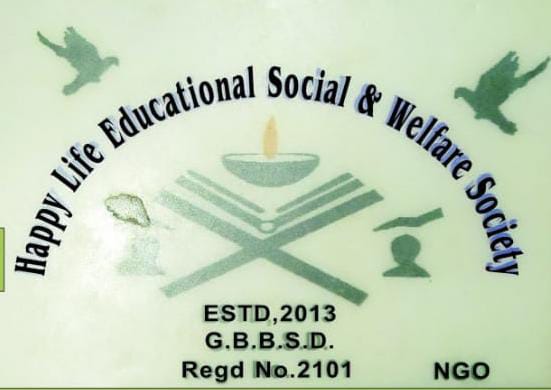 Happy Life Educational Social & Welfare Society
ESTD,2013
G.B.B.S.D.
Regd No.2101
NGO